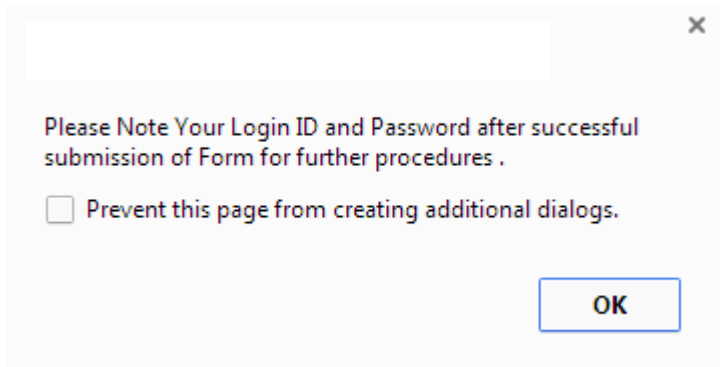 Please Note Your Login ID and Password after successful
submission of Form for further procedures .
Prevent this page from creating additional dialogs.
OK